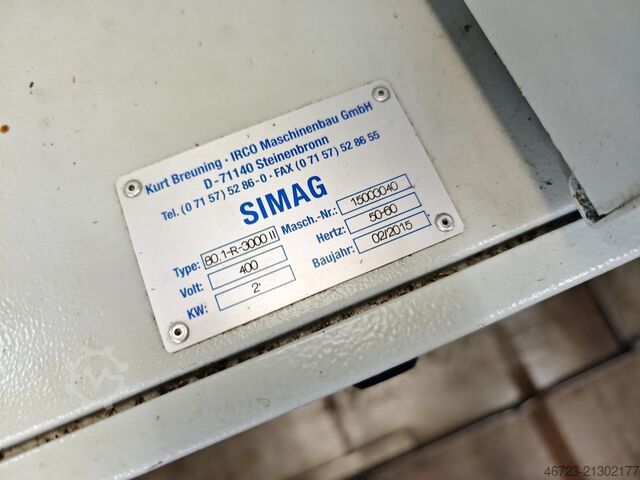 Kurt Breuning · IRCO Maschinenbau GmbH
D-71140 Steinenbronn
Tel. (0 71 57) 52 86-0 · FAX (0 71 57) 52 86 55
SIMAG
Type: 80.1-R-3000 II Masch.-Nr.: 15003040
Volt: 400 Hertz: 50-60
KW: 2 Baujahr: 02/2015
46723-21302177